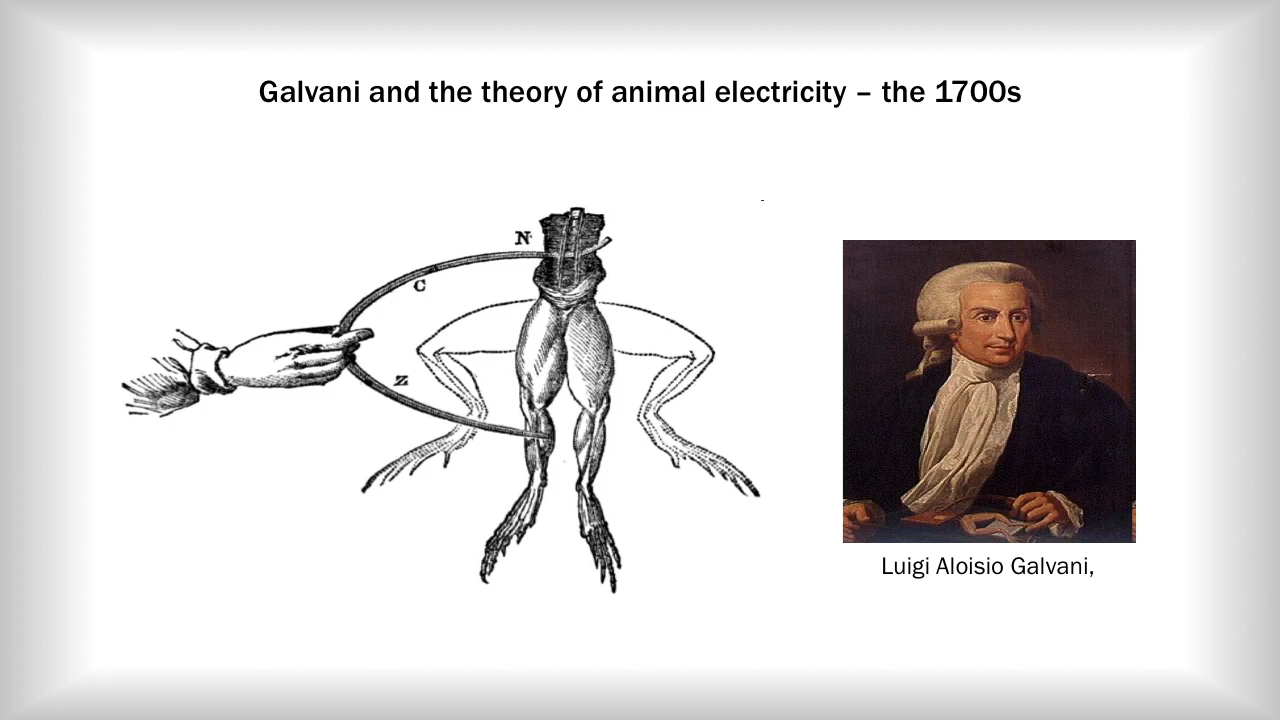 Galvani and the theory of animal electricity – the 1700s
N
C
Z
Luigi Aloisio Galvani,